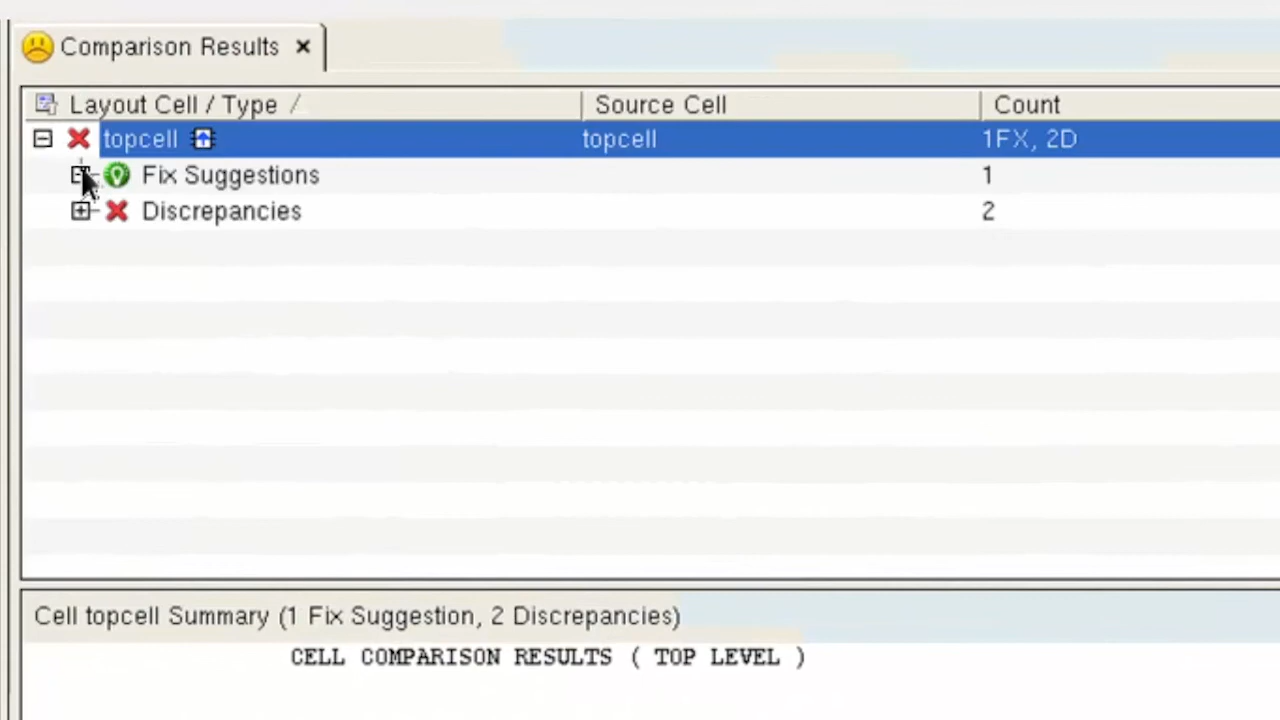 Comparison Results
Layout Cell / Type Source Cell Count
topcell topcell 1FX, 2D
Fix Suggestions 1
Discrepancies 2
Cell topcell Summary (1 Fix Suggestion, 2 Discrepancies)
CELL COMPARISON RESULTS ( TOP LEVEL )